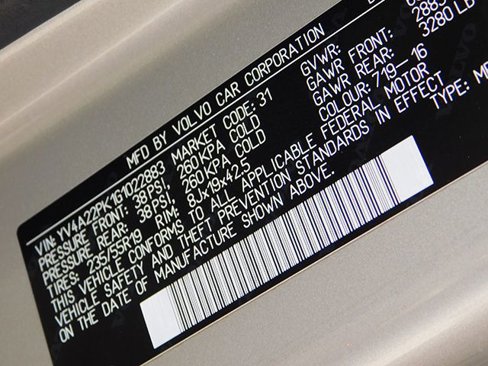 MFD BY VOLVO CAR CORPORATION
GVWR:
GAWR FRONT: 2883
GAWR REAR: 3280 LB
COLOUR: 719-16
VIN: YV4A22PK1G1022883 MARKET CODE: 31
PRESSURE FRONT: 38PSI, 260KPA COLD
PRESSURE REAR: 38PSI, 260KPA COLD
TIRES: 235/55R19 RIM: 8JX19X42,5
THIS VEHICLE CONFORMS TO ALL APPLICABLE FEDERAL MOTOR
VEHICLE SAFETY AND THEFT PREVENTION STANDARDS IN EFFECT
ON THE DATE OF MANUFACTURE SHOWN ABOVE. TYPE: